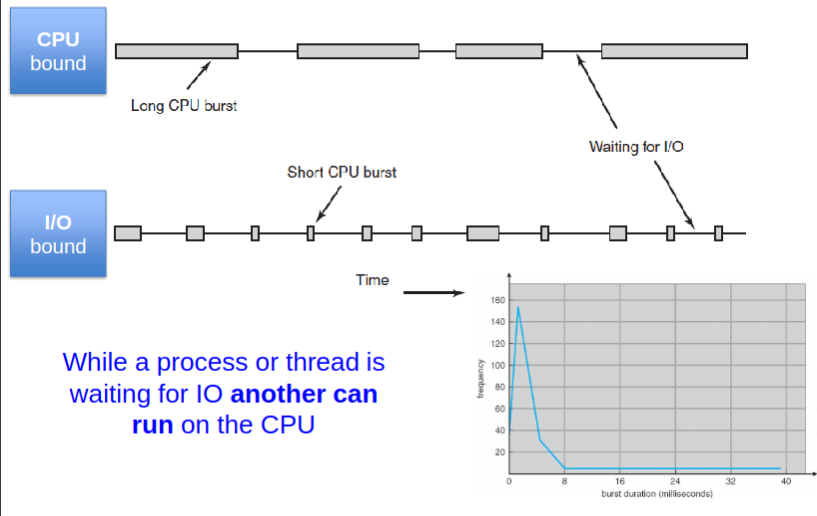 CPU
bound
Long CPU burst
Waiting for I/O
Short CPU burst
I/O
bound
Time
While a process or thread is
waiting for IO another can
run on the CPU
frequency
160
140
120
100
80
60
40
20
0 8 16 24 32 40
burst duration (milliseconds)